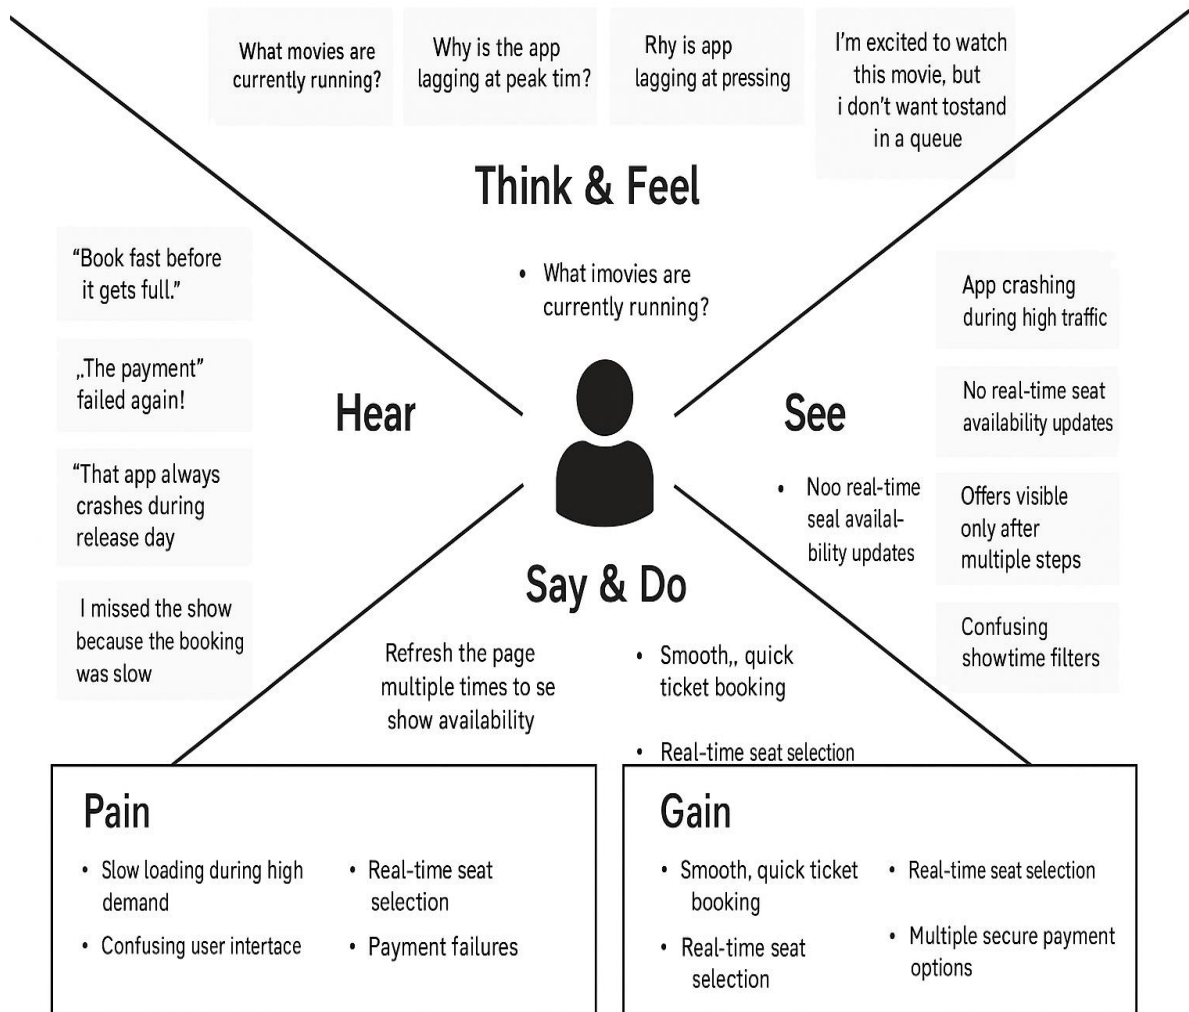 What movies are
currently running?
Why is the app
lagging at peak tim?
Rhy is app
lagging at pressing
I'm excited to watch
this movie, but
i don't want tostand
in a queue
Think & Feel
• What imovies are
currently running?
"Book fast before
it gets full."
„The payment"
failed again!
"That app always
crashes during
release day
I missed the show
because the booking
was slow
Hear
See
• Noo real-time
seal availal-
bility updates
App crashing
during high traffic
No real-time seat
availability updates
Offers visible
only after
multiple steps
Confusing
showtime filters
Say & Do
Refresh the page
multiple times to se
show availability
• Smooth,, quick
ticket booking
• Real-time seat selection
Pain
• Slow loading during high
demand
• Confusing user intertace
• Real-time seat
selection
• Payment failures
Gain
• Smooth, quick ticket
booking
• Real-time seat
selection
• Real-time seat selection
• Multiple secure payment
options